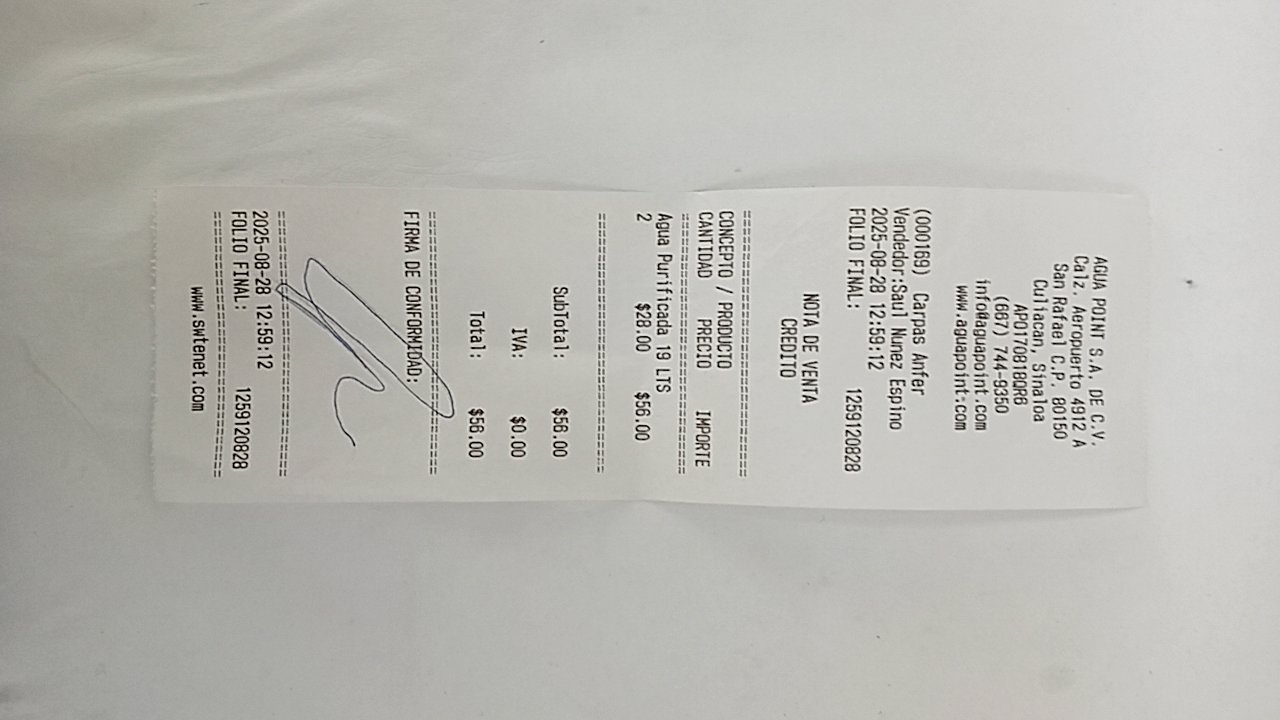 AGUA POINT S.A. DE C.V.
Calz. Aeropuerto 4912 A
San Rafael C.P. 80150
Culiacan, Sinaloa
APO170818QR6
(667) 744-9350
info@aguapoint.com
www.aguapoint.com
(000169) Carpas Anfer
Vendedor:Saul Nunez Espino
2025-08-28 12:59:12
FOLIO FINAL: 1259120828
NOTA DE VENTA
CREDITO
===========================
CONCEPTO / PRODUCTO
CANTIDAD / PRECIO IMPORTE
===========================
Agua Purificada 19 LTS
2 $28.00 $56.00
===========================
SubTotal: $56.00
IVA: $0.00
Total: $56.00
===========================
FIRMA DE CONFORMIDAD:
===========================
2025-08-28 12:59:12
FOLIO FINAL: 1259120828
===========================
www.swtenet.com